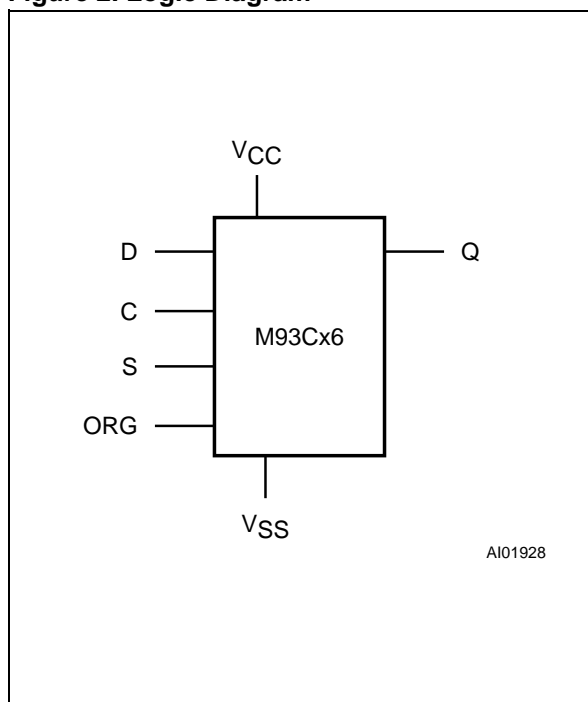 Figure 2. Logic Diagram
VCC
D
Q
C
M93Cx6
S
ORG
VSS
AI01928